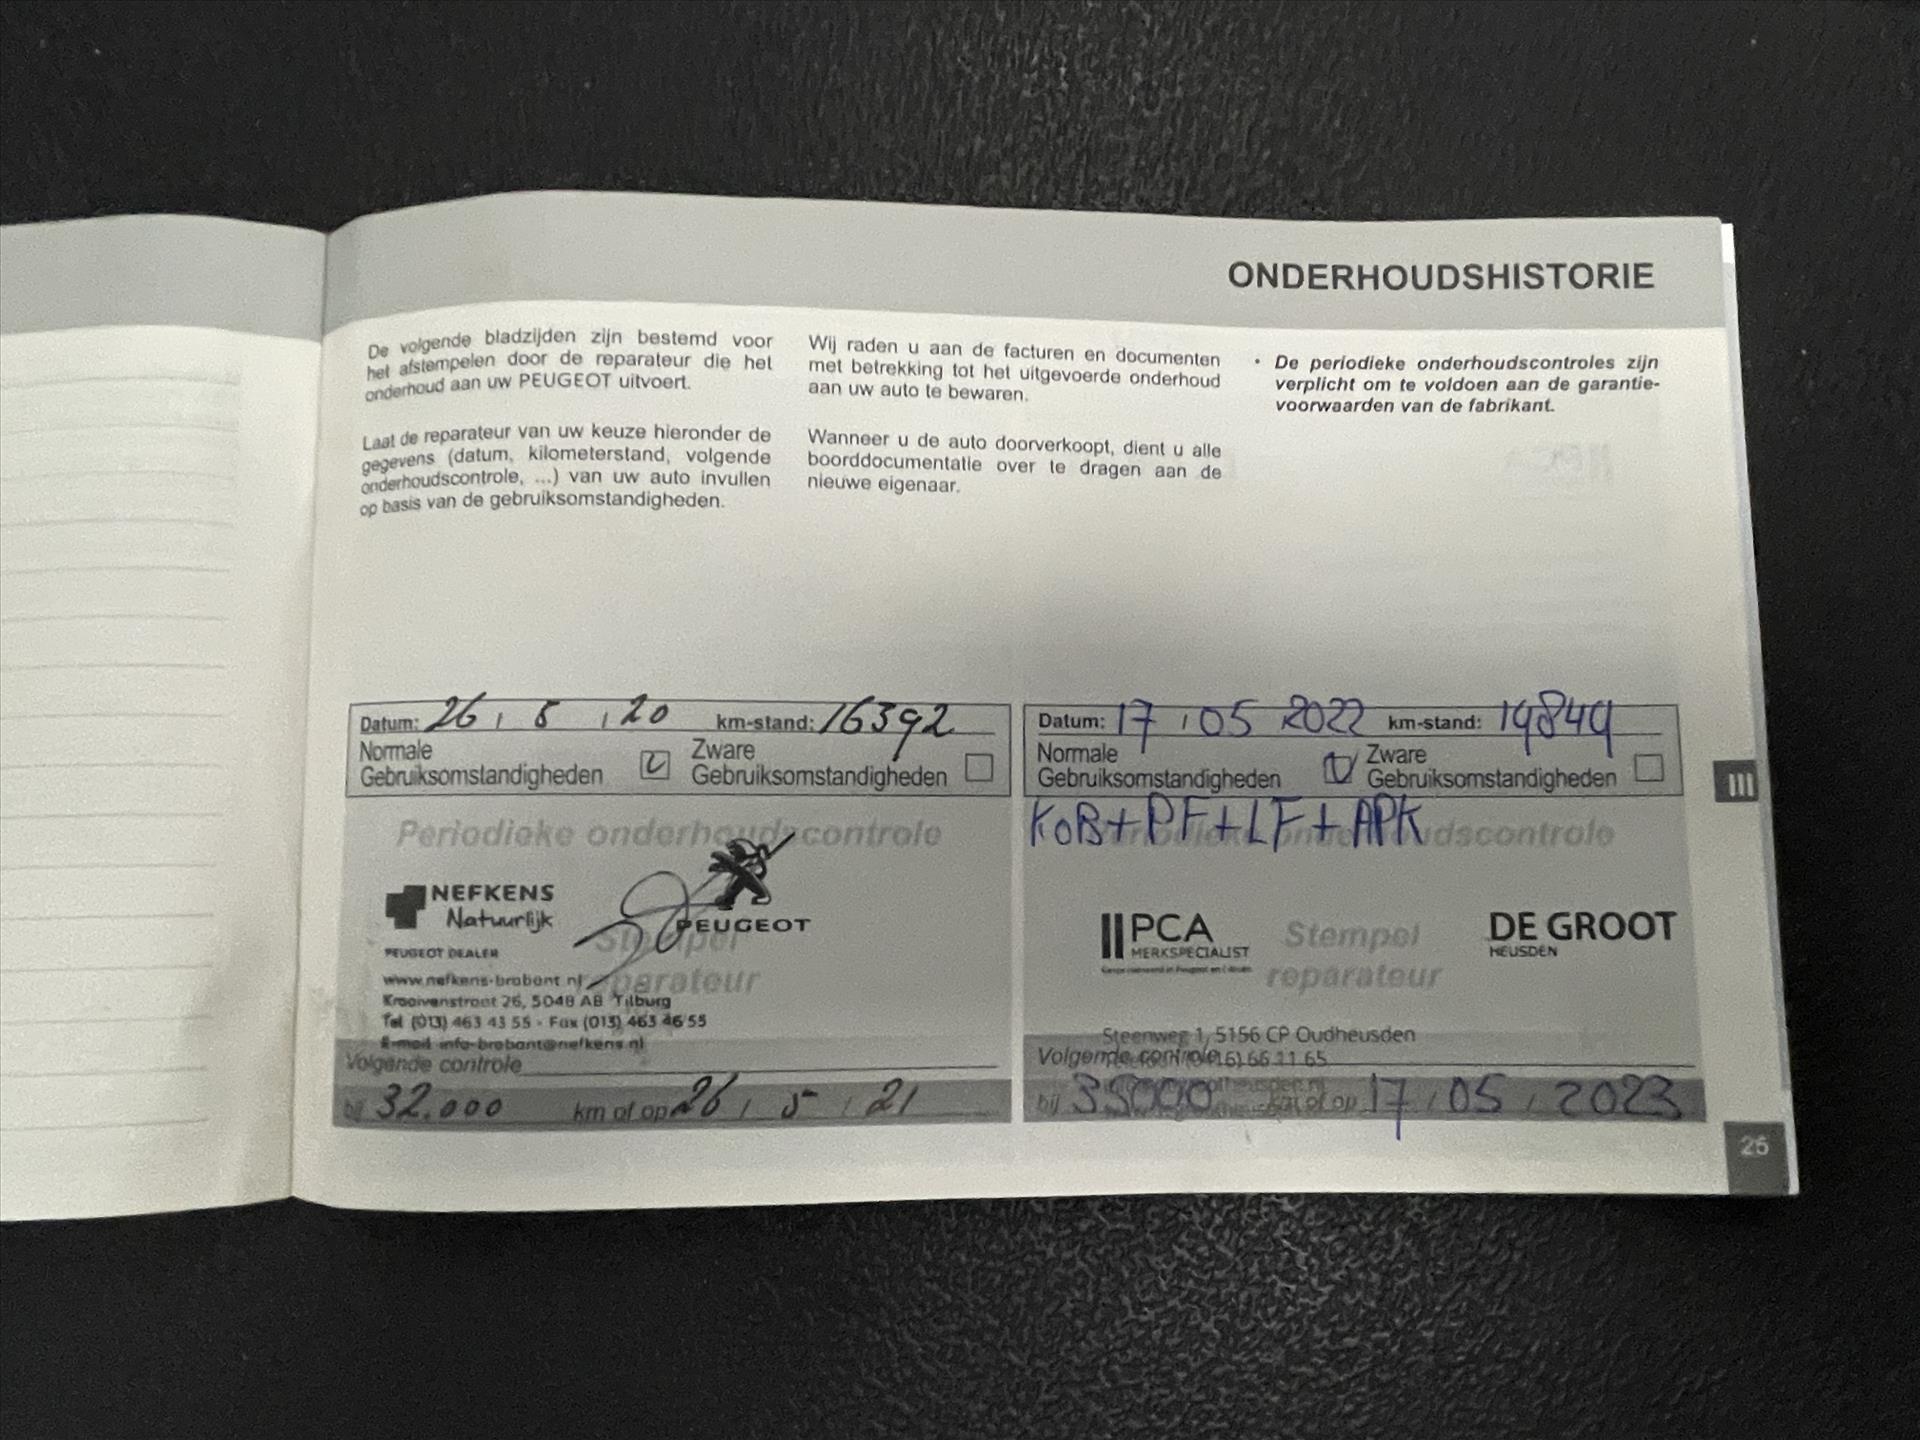 ONDERHOUDSHISTORIE
De volgende bladzijden zijn bestemd voor
het afstempelen door de reparateur die het
onderhoud aan uw PEUGEOT uitvoert.
Laat de reparateur van uw keuze hieronder de
gegevens (datum, kilometerstand, volgende
onderhoudscontrole, ...) van uw auto invullen
op basis van de gebruiksomstandigheden.
Wij raden u aan de facturen en documenten
met betrekking tot het uitgevoerde onderhoud
aan uw auto te bewaren.
Wanneer u de auto doorverkoopt, dient u alle
boorddocumentatie over te dragen aan de
nieuwe eigenaar.
• De periodieke onderhoudscontroles zijn
verplicht om te voldoen aan de garantie-
voorwaarden van de fabrikant.
Datum: 26, 5, 20 km-stand: 16392
Normale
Gebruiksomstandigheden
Zware
Gebruiksomstandigheden
Periodieke onderhoudscontrole
NEFKENS
Natuurlijk
PEUGEOT
PEUGEOT DEALER
Stempel
reparateur
www.nefkens-brabant.nl
Kraaivenstraat 26, 5048 AB Tilburg
Tel (013) 463 43 55 - Fax (013) 463 46 55
E-mail info-brabant@nefkens.nl
Volgende controle
bij 32.000 km of op 26, 5, 21
Datum: 17, 05 2022 km-stand: 19849
Normale
Gebruiksomstandigheden
Zware
Gebruiksomstandigheden
KOB+PF+LF+APK
Periodieke onderhoudscontrole
PCA
MERKSPECIALIST
Stempel
reparateur
DE GROOT
HEUSDEN
Steenweg 1, 5156 CP Oudheusden
Volgende controle 66 11 65
bij 35000 km of op 17, 05, 2023
III
25